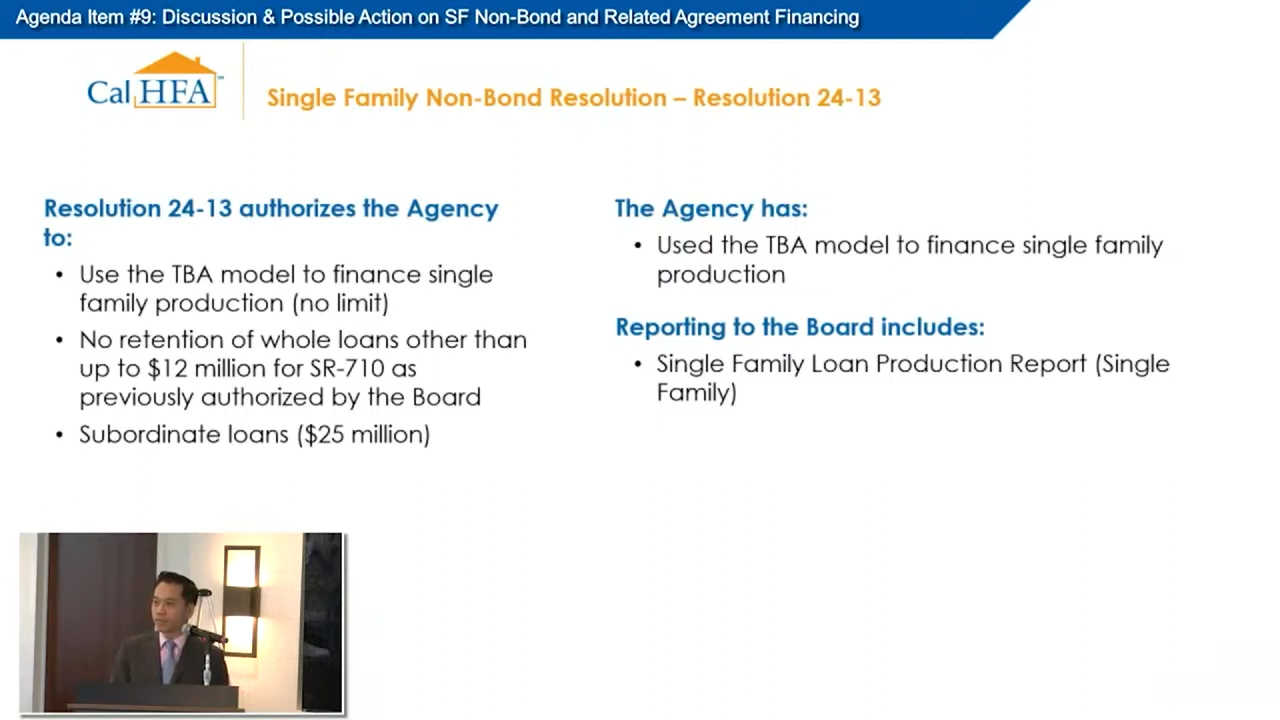 Agenda Item #9: Discussion & Possible Action on SF Non-Bond and Related Agreement Financing
CalHFA™
Single Family Non-Bond Resolution – Resolution 24-13
Resolution 24-13 authorizes the Agency
to:
• Use the TBA model to finance single
family production (no limit)
• No retention of whole loans other than
up to $12 million for SR-710 as
previously authorized by the Board
• Subordinate loans ($25 million)
The Agency has:
• Used the TBA model to finance single family
production
Reporting to the Board includes:
• Single Family Loan Production Report (Single
Family)